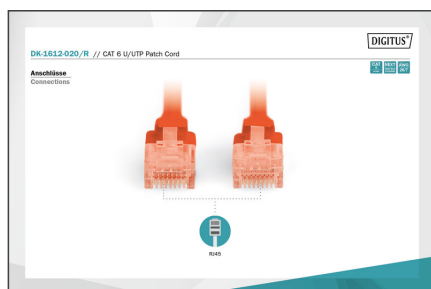 DIGITUS®
DK-1612-020/R // CAT 6 U/UTP Patch Cord
Anschlüsse
Connections
RJ45